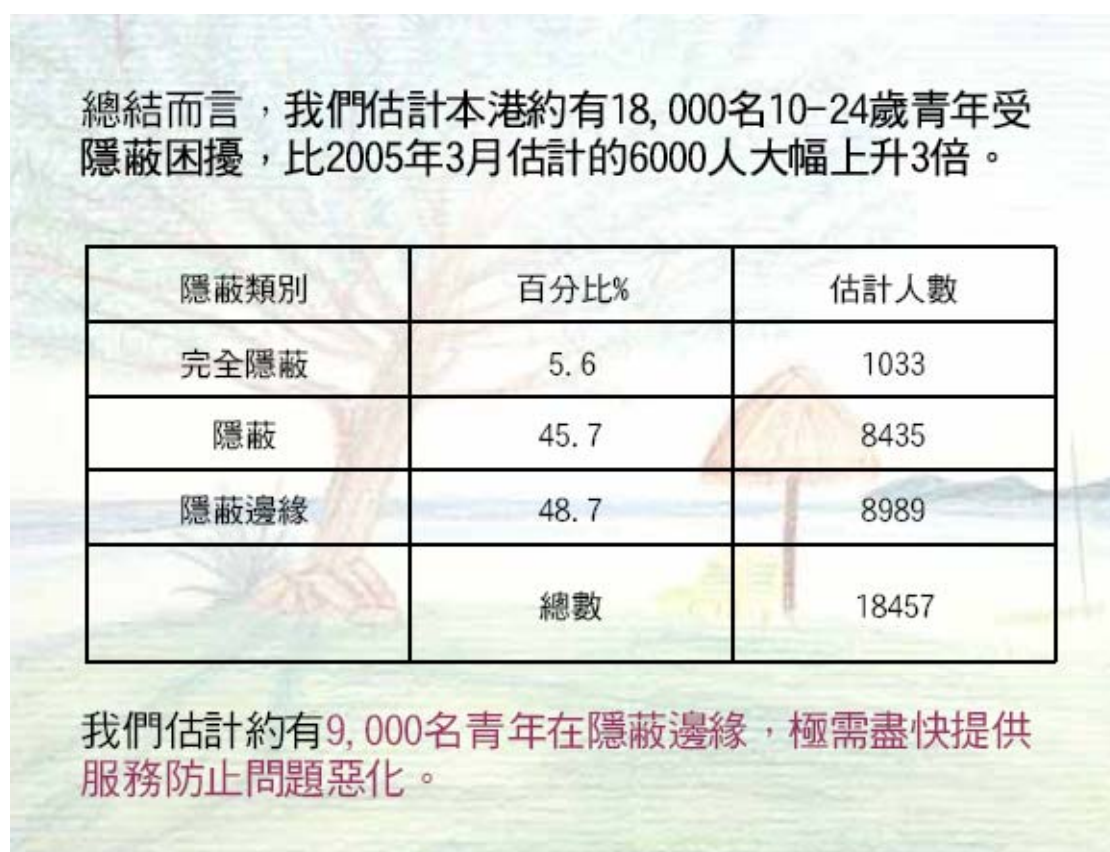 總結而言，我們估計本港約有18,000名10-24歲青年受
隱蔽困擾，比2005年3月估計的6000人大幅上升3倍。
隱蔽類別 百分比% 估計人數
完全隱蔽 5.6 1033
隱蔽 45.7 8435
隱蔽邊緣 48.7 8989
總數 18457
我們估計約有9,000名青年在隱蔽邊緣，極需盡快提供
服務防止問題惡化。